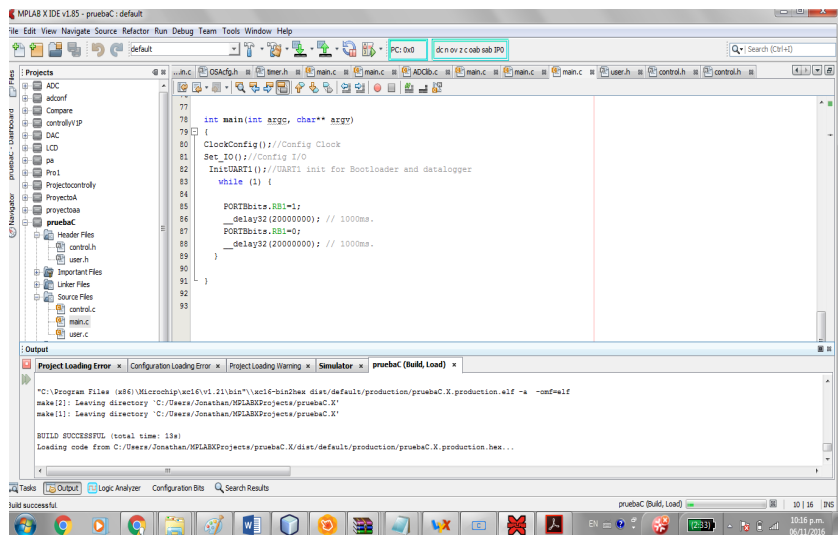 MPLAB X IDE v1.85 - pruebaC : default
File Edit View Navigate Source Refactor Run Debug Team Tools Window Help
default
PC: 0x0
dc n ov z c oab sab IP0
Search (Ctrl+I)
Files
Projects
...in.c OSAcfg.h timer.h main.c main.c ADClib.c main.c main.c main.c user.h control.h control.h
ADC
adconf
Compare
controllyV1P
DAC
LCD
pa
Pro1
Projectocontrolly
ProyectoA
proyectoaa
pruebaC
Header Files
control.h
user.h
Important Files
Linker Files
Source Files
control.c
main.c
user.c
pruebaC - Dashboard
Navigator
77
78 int main(int argc, char** argv)
79 {
80 ClockConfig();//Config Clock
81 Set_IO();//Config I/O
82 InitUART1();//UART1 init for Bootloader and datalogger
83 while (1) {
84
85 PORTBbits.RB1=1;
86 __delay32(20000000); // 1000ms.
87 PORTBbits.RB1=0;
88 __delay32(20000000); // 1000ms.
89 }
90
91 }
92
93
Output
Project Loading Error x Configuration Loading Error x Project Loading Warning x Simulator x pruebaC (Build, Load) x
"C:\Program Files (x86)\Microchip\xc16\v1.21\bin"\\xc16-bin2hex dist/default/production/pruebaC.X.production.elf -a -omf=elf
make[2]: Leaving directory 'C:/Users/Jonathan/MPLABXProjects/pruebaC.X'
make[1]: Leaving directory 'C:/Users/Jonathan/MPLABXProjects/pruebaC.X'
BUILD SUCCESSFUL (total time: 13s)
Loading code from C:/Users/Jonathan/MPLABXProjects/pruebaC.X/dist/default/production/pruebaC.X.production.hex...
Tasks Output Logic Analyzer Configuration Bits Search Results
Build successful.
pruebaC (Build, Load)
10 | 16 INS
EN
(2:33)
10:16 p.m.
06/11/2016